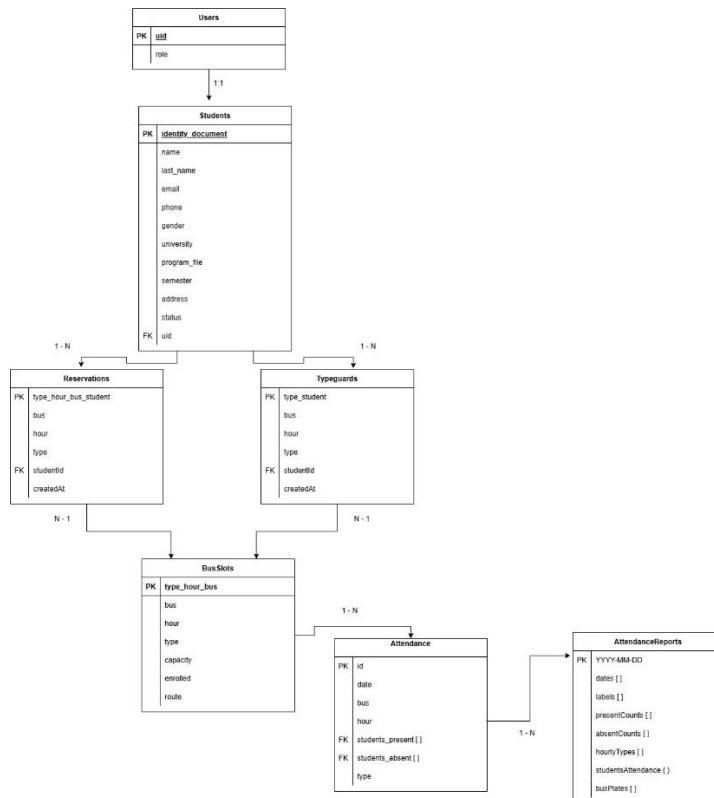 Users
PK uid
role
1:1
Students
PK identity_document
name
last_name
email
phone
gender
university
program_file
semester
address
status
FK uid
1 - N
1 - N
Reservations
PK type_hour_bus_student
bus
hour
type
FK studentId
createdAt
Typeguards
PK type_student
bus
hour
type
FK studentId
createdAt
N - 1
N - 1
BusSlots
PK type_hour_bus
bus
hour
type
capacity
enrolled
route
1 - N
Attendance
PK id
date
bus
hour
FK students_present [ ]
FK students_absent [ ]
type
1 - N
AttendanceReports
PK YYYY-MM-DD
dates [ ]
labels [ ]
presentCounts [ ]
absentCounts [ ]
hourlyTypes [ ]
studentsAttendance { }
busPlates [ ]